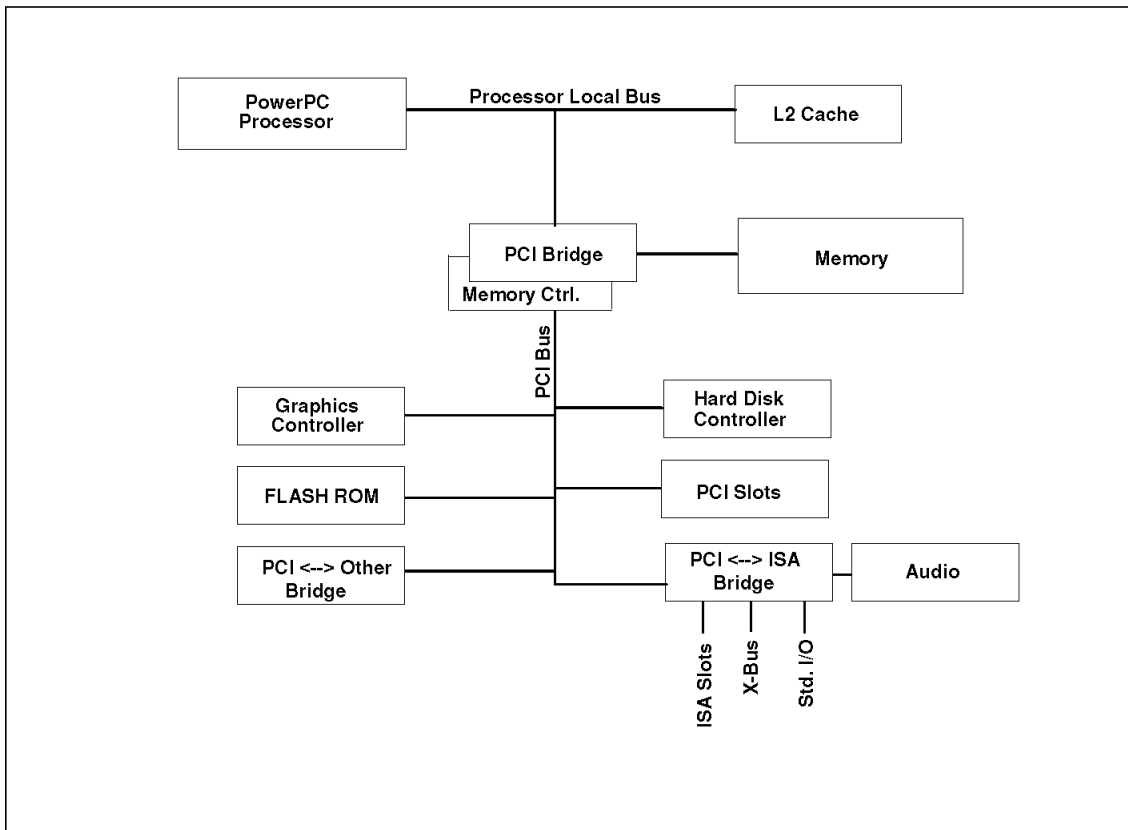 PowerPC
Processor
Processor Local Bus
L2 Cache
PCI Bridge
Memory Ctrl.
Memory
PCI Bus
Graphics
Controller
Hard Disk
Controller
FLASH ROM
PCI Slots
PCI <--> Other
Bridge
PCI <--> ISA
Bridge
Audio
ISA Slots
X-Bus
Std. I/O